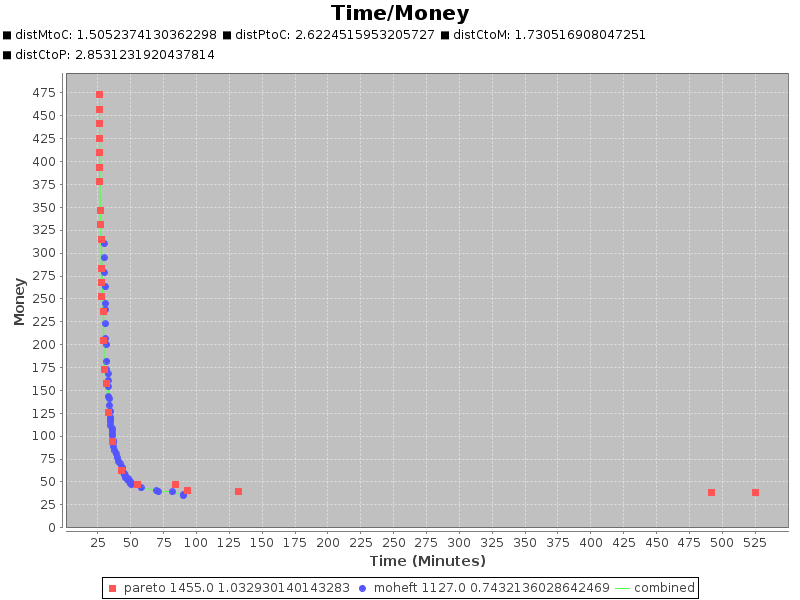 Time/Money
distMtoC: 1.5052374130362298 distPtoC: 2.6224515953205727 distCtoM: 1.730516908047251
distCtoP: 2.8531231920437814
475
450
425
400
375
350
325
300
275
250
225
200
175
150
125
100
75
50
25
0
Money
25 50 75 100 125 150 175 200 225 250 275 300 325 350 375 400 425 450 475 500 525
Time (Minutes)
pareto 1455.0 1.032930140143283 moheft 1127.0 0.7432136028642469 combined